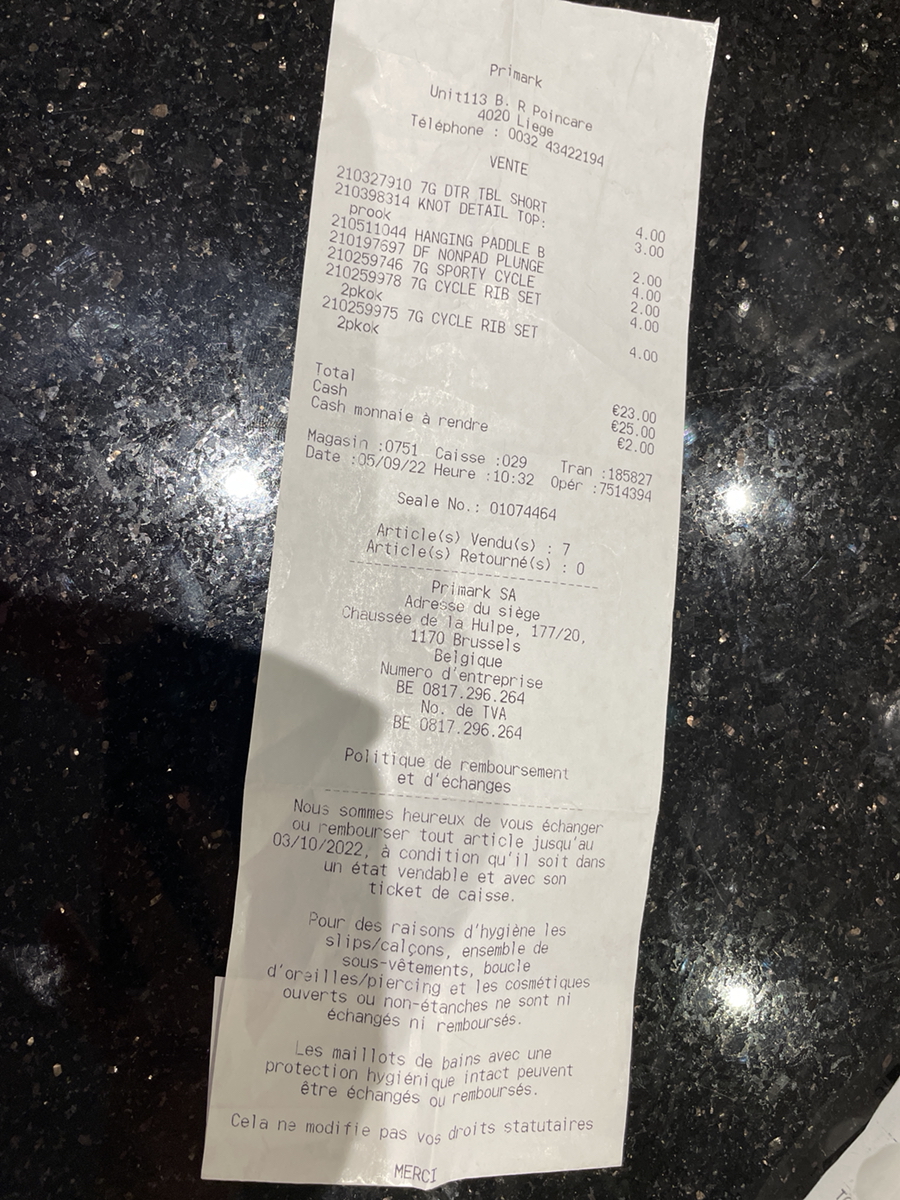 Primark
Unit113 B. R Poincare
4020 Liege
Téléphone : 0032 43422194
VENTE
210327910 7G DTR TBL SHORT 4.00
210398314 KNOT DETAIL TOP: 3.00
prook
210511044 HANGING PADDLE B 2.00
210197697 DF NONPAD PLUNGE 4.00
210259746 7G SPORTY CYCLE 2.00
210259978 7G CYCLE RIB SET 4.00
2pkok
210259975 7G CYCLE RIB SET 4.00
2pkok
Total €23.00
Cash €25.00
Cash monnaie à rendre €2.00
Magasin :0751 Caisse :029 Tran :185827
Date :05/09/22 Heure :10:32 Opér :7514394
Seale No.: 01074464
Article(s) Vendu(s) : 7
Article(s) Retourné(s) : 0
Primark SA
Adresse du siège
Chaussée de la Hulpe, 177/20,
1170 Brussels
Belgique
Numero d'entreprise
BE 0817.296.264
No. de TVA
BE 0817.296.264
Politique de remboursement
et d'échanges
Nous sommes heureux de vous échanger
ou rembourser tout article jusqu'au
03/10/2022, à condition qu'il soit dans
un état vendable et avec son
ticket de caisse.
Pour des raisons d'hygiène les
slips/calçons, ensemble de
sous-vêtements, boucle
d'oreilles/piercing et les cosmétiques
ouverts ou non-étanches ne sont ni
échangés ni remboursés.
Les maillots de bains avec une
protection hygiénique intact peuvent
être échangés ou remboursés.
Cela ne modifie pas vos droits statutaires
MERCI